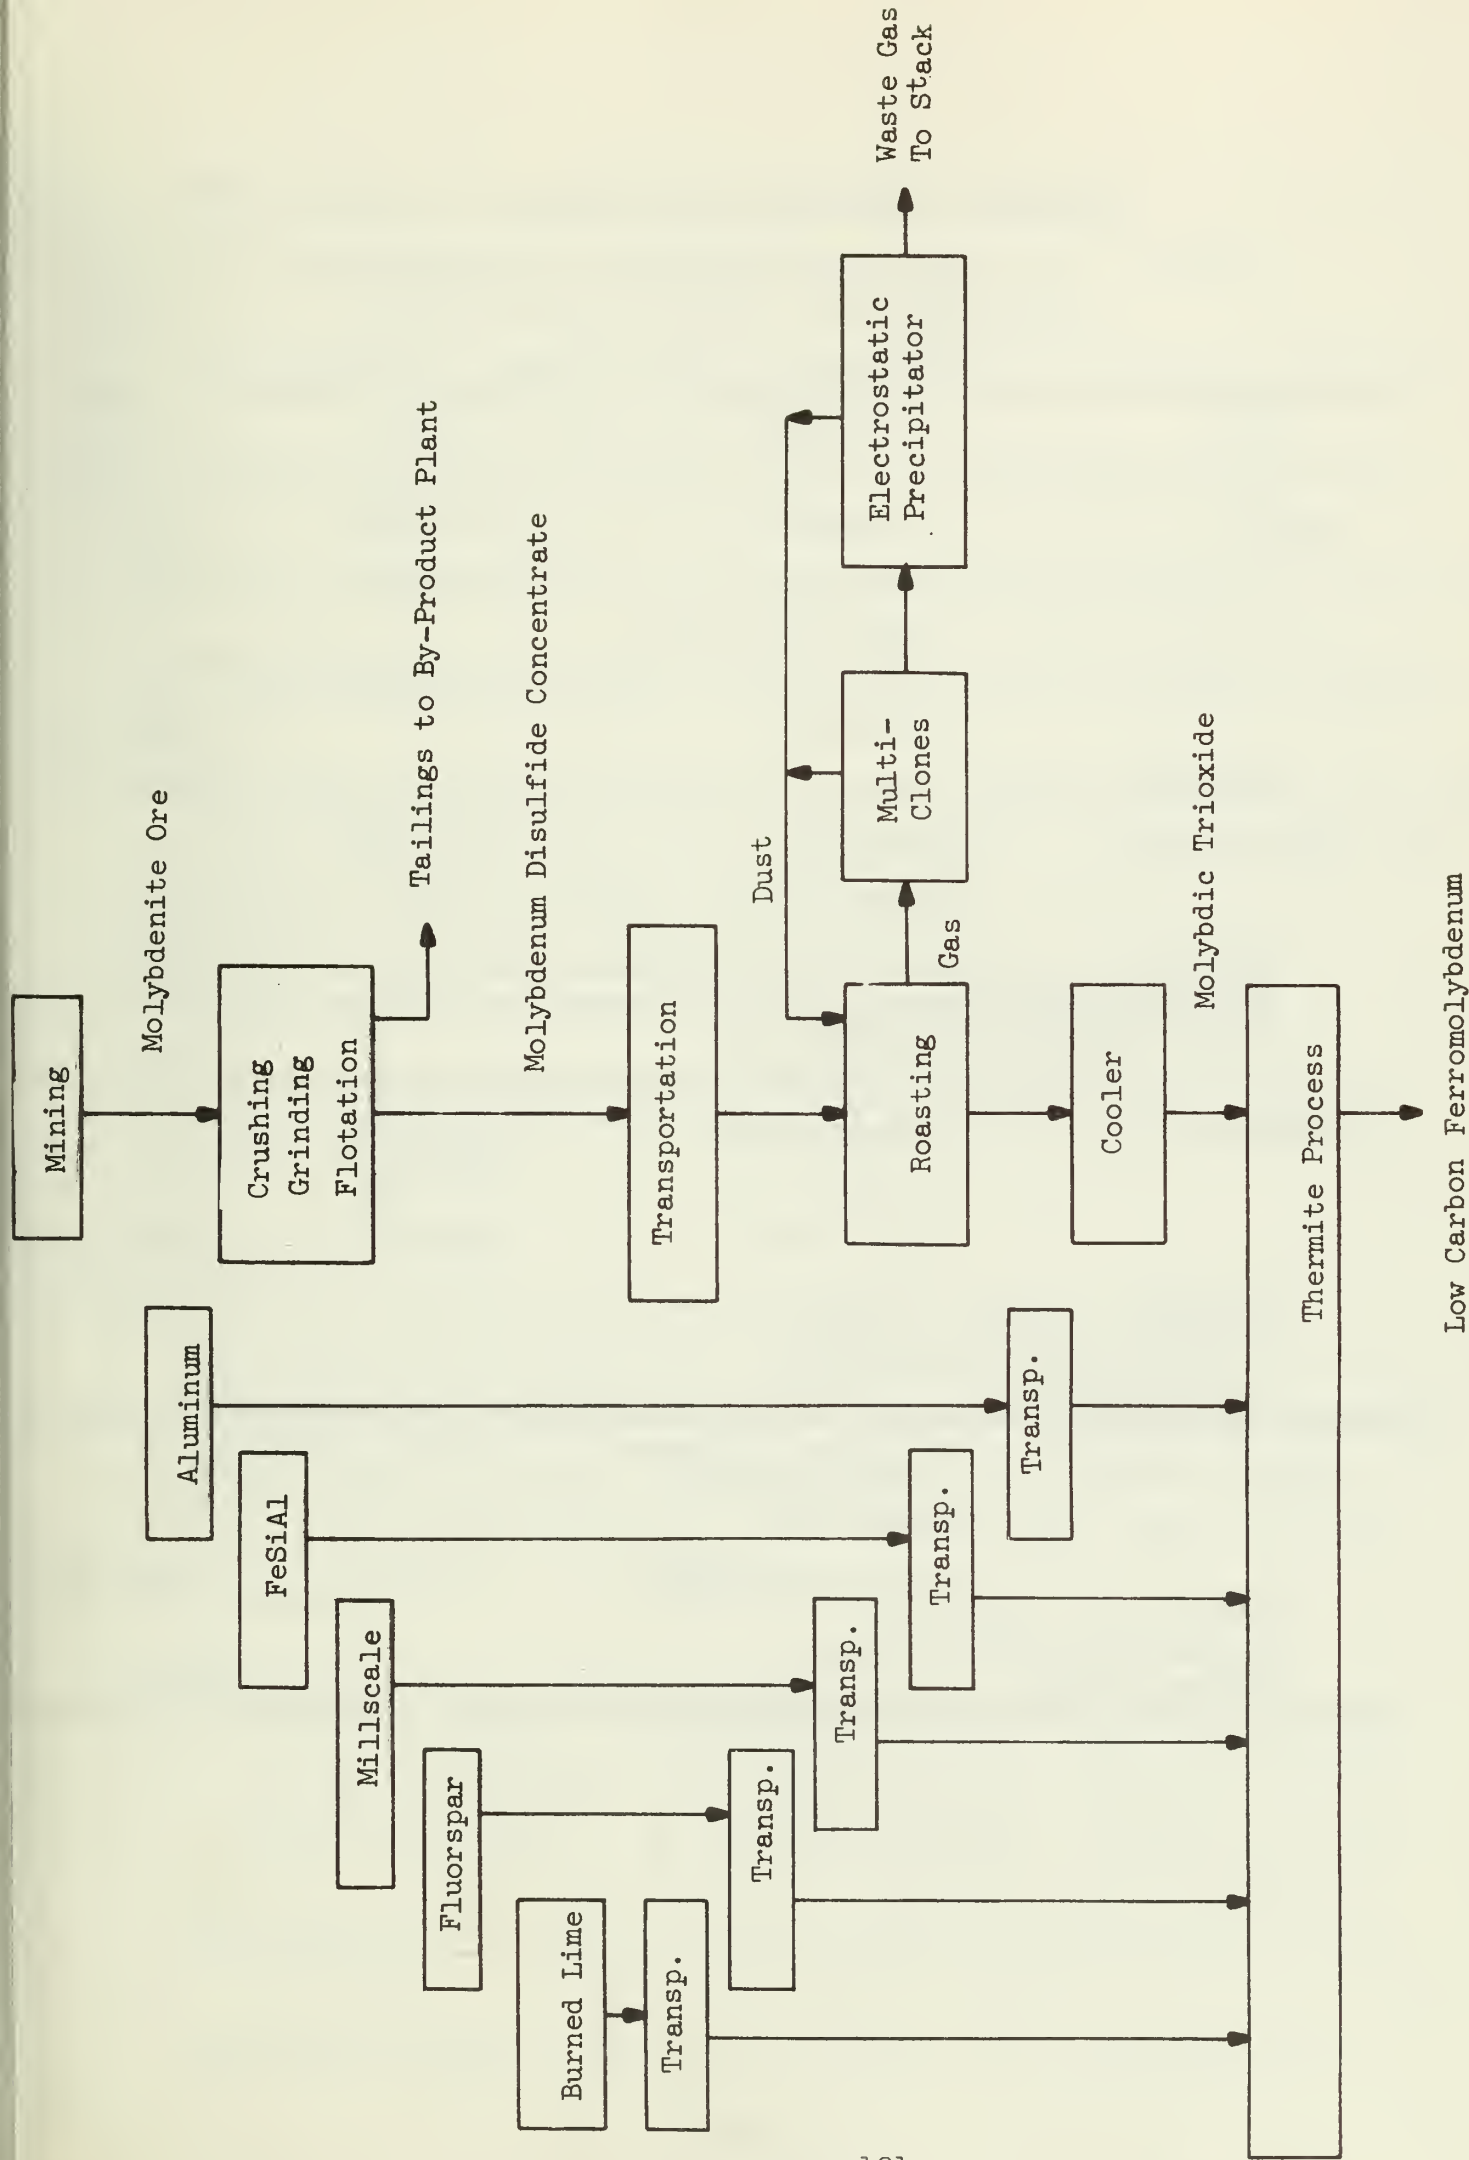 Mining
Molybdenite Ore
Crushing
Grinding
Flotation
Tailings to By-Product Plant
Molybdenum Disulfide Concentrate
Transportation
Dust
Roasting
Gas
Multi-
Clones
Electrostatic
Precipitator
Waste Gas
To Stack
Cooler
Molybdic Trioxide
Aluminum
FeSiAl
Millscale
Fluorspar
Burned Lime
Transp.
Transp.
Transp.
Transp.
Transp.
Thermite Process
Low Carbon Ferromolybdenum